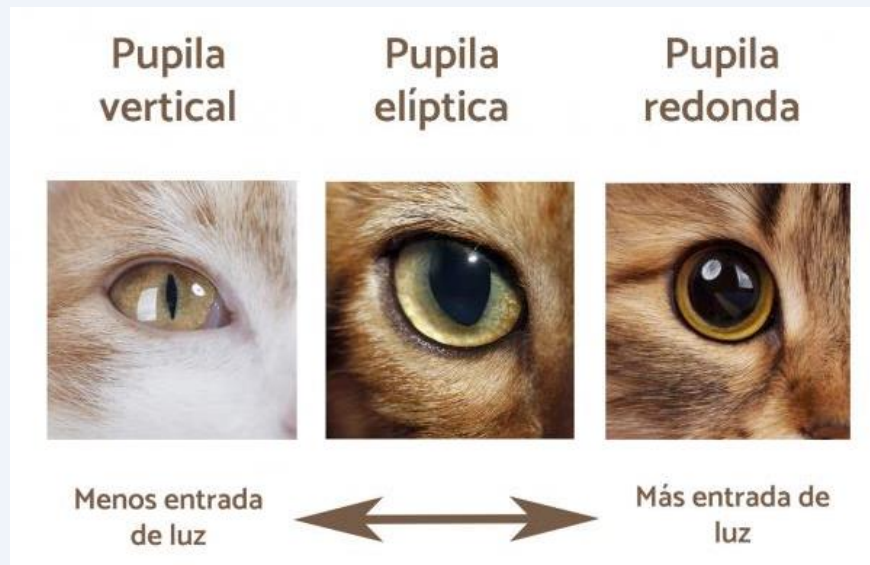 Pupila
vertical
Pupila
elíptica
Pupila
redonda
Menos entrada
de luz
Más entrada de
luz